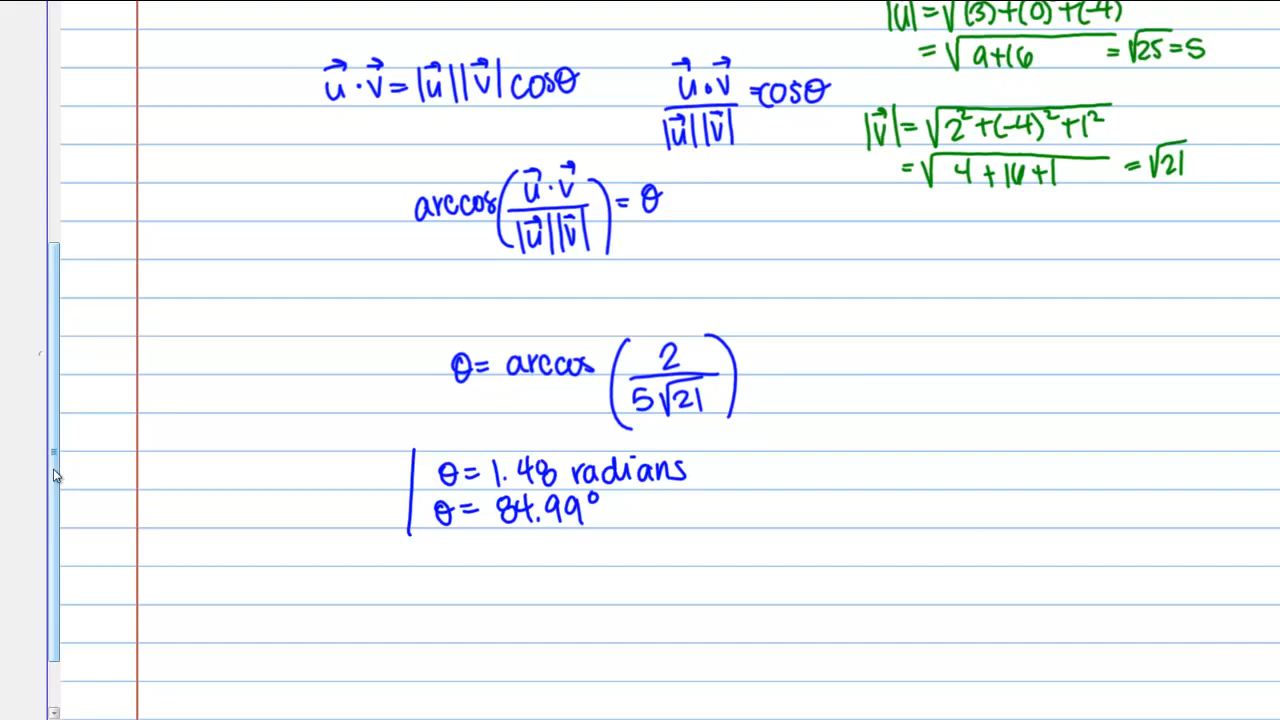 |u| = √(3) + (0) + (-4)
= √9+16 = √25 = 5
u⃗ · v⃗ = |u⃗| |v⃗| cosθ
u⃗ · v⃗ / |u⃗| |v⃗| = cosθ
|v⃗| = √2² + (-4)² + 1²
= √4 + 16 + 1 = √21
arccos( u⃗ · v⃗ / |u⃗| |v⃗| ) = θ
θ = arccos ( 2 / 5√21 )
θ = 1.48 radians
θ = 84.99°